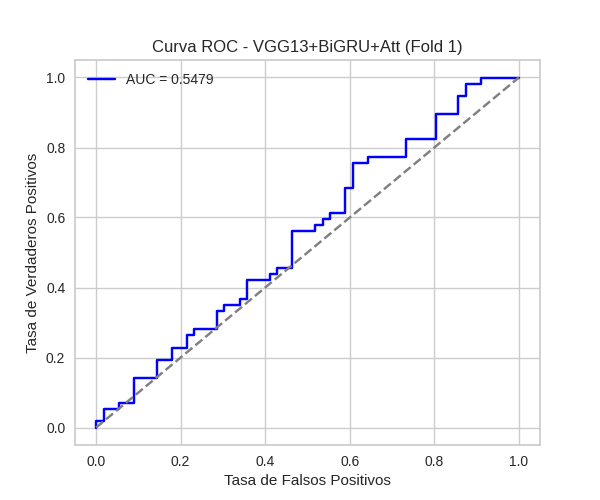 Curva ROC - VGG13+BiGRU+Att (Fold 1)
AUC = 0.5479
Tasa de Verdaderos Positivos
1.0
0.8
0.6
0.4
0.2
0.0
0.0 0.2 0.4 0.6 0.8 1.0
Tasa de Falsos Positivos